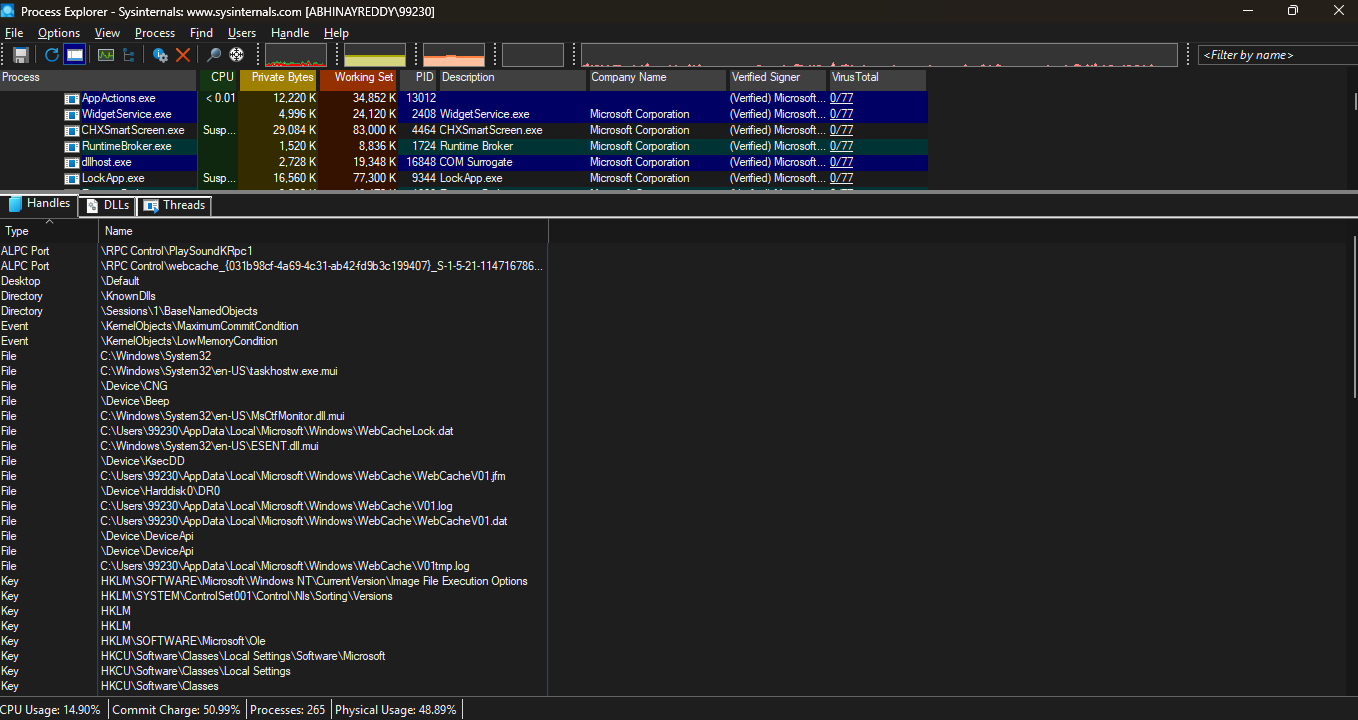 Process Explorer - Sysinternals: www.sysinternals.com [ABHINAYREDDY\99230]
File Options View Process Find Users Handle Help
<Filter by name>
Process CPU Private Bytes Working Set PID Description Company Name Verified Signer VirusTotal
AppActions.exe < 0.01 12,220 K 34,852 K 13012 (Verified) Microsoft... 0/77
WidgetService.exe 4,996 K 24,120 K 2408 WidgetService.exe Microsoft Corporation (Verified) Microsoft... 0/77
CHXSmartScreen.exe Susp... 29,084 K 83,000 K 4464 CHXSmartScreen.exe Microsoft Corporation (Verified) Microsoft... 0/77
RuntimeBroker.exe 1,520 K 8,836 K 1724 Runtime Broker Microsoft Corporation (Verified) Microsoft... 0/77
dllhost.exe 2,728 K 19,348 K 16848 COM Surrogate Microsoft Corporation (Verified) Microsoft... 0/77
LockApp.exe Susp... 16,560 K 77,300 K 9344 LockApp.exe Microsoft Corporation (Verified) Microsoft... 0/77
Handles DLLs Threads
Type Name
ALPC Port \RPC Control\PlaySoundKRpc1
ALPC Port \RPC Control\webcache_{031b98cf-4a69-4c31-ab42-fd9b3c199407}_S-1-5-21-114716786...
Desktop \Default
Directory \KnownDlls
Directory \Sessions\1\BaseNamedObjects
Event \KernelObjects\MaximumCommitCondition
Event \KernelObjects\LowMemoryCondition
File C:\Windows\System32
File C:\Windows\System32\en-US\taskhostw.exe.mui
File \Device\CNG
File \Device\Beep
File C:\Windows\System32\en-US\MsCtfMonitor.dll.mui
File C:\Users\99230\AppData\Local\Microsoft\Windows\WebCacheLock.dat
File C:\Windows\System32\en-US\ESENT.dll.mui
File \Device\KsecDD
File C:\Users\99230\AppData\Local\Microsoft\Windows\WebCache\WebCacheV01.jfm
File \Device\Harddisk0\DR0
File C:\Users\99230\AppData\Local\Microsoft\Windows\WebCache\V01.log
File C:\Users\99230\AppData\Local\Microsoft\Windows\WebCache\WebCacheV01.dat
File \Device\DeviceApi
File \Device\DeviceApi
File C:\Users\99230\AppData\Local\Microsoft\Windows\WebCache\V01tmp.log
Key HKLM\SOFTWARE\Microsoft\Windows NT\CurrentVersion\Image File Execution Options
Key HKLM\SYSTEM\ControlSet001\Control\Nls\Sorting\Versions
Key HKLM
Key HKLM
Key HKLM\SOFTWARE\Microsoft\Ole
Key HKCU\Software\Classes\Local Settings\Software\Microsoft
Key HKCU\Software\Classes\Local Settings
Key HKCU\Software\Classes
CPU Usage: 14.90% Commit Charge: 50.99% Processes: 265 Physical Usage: 48.89%